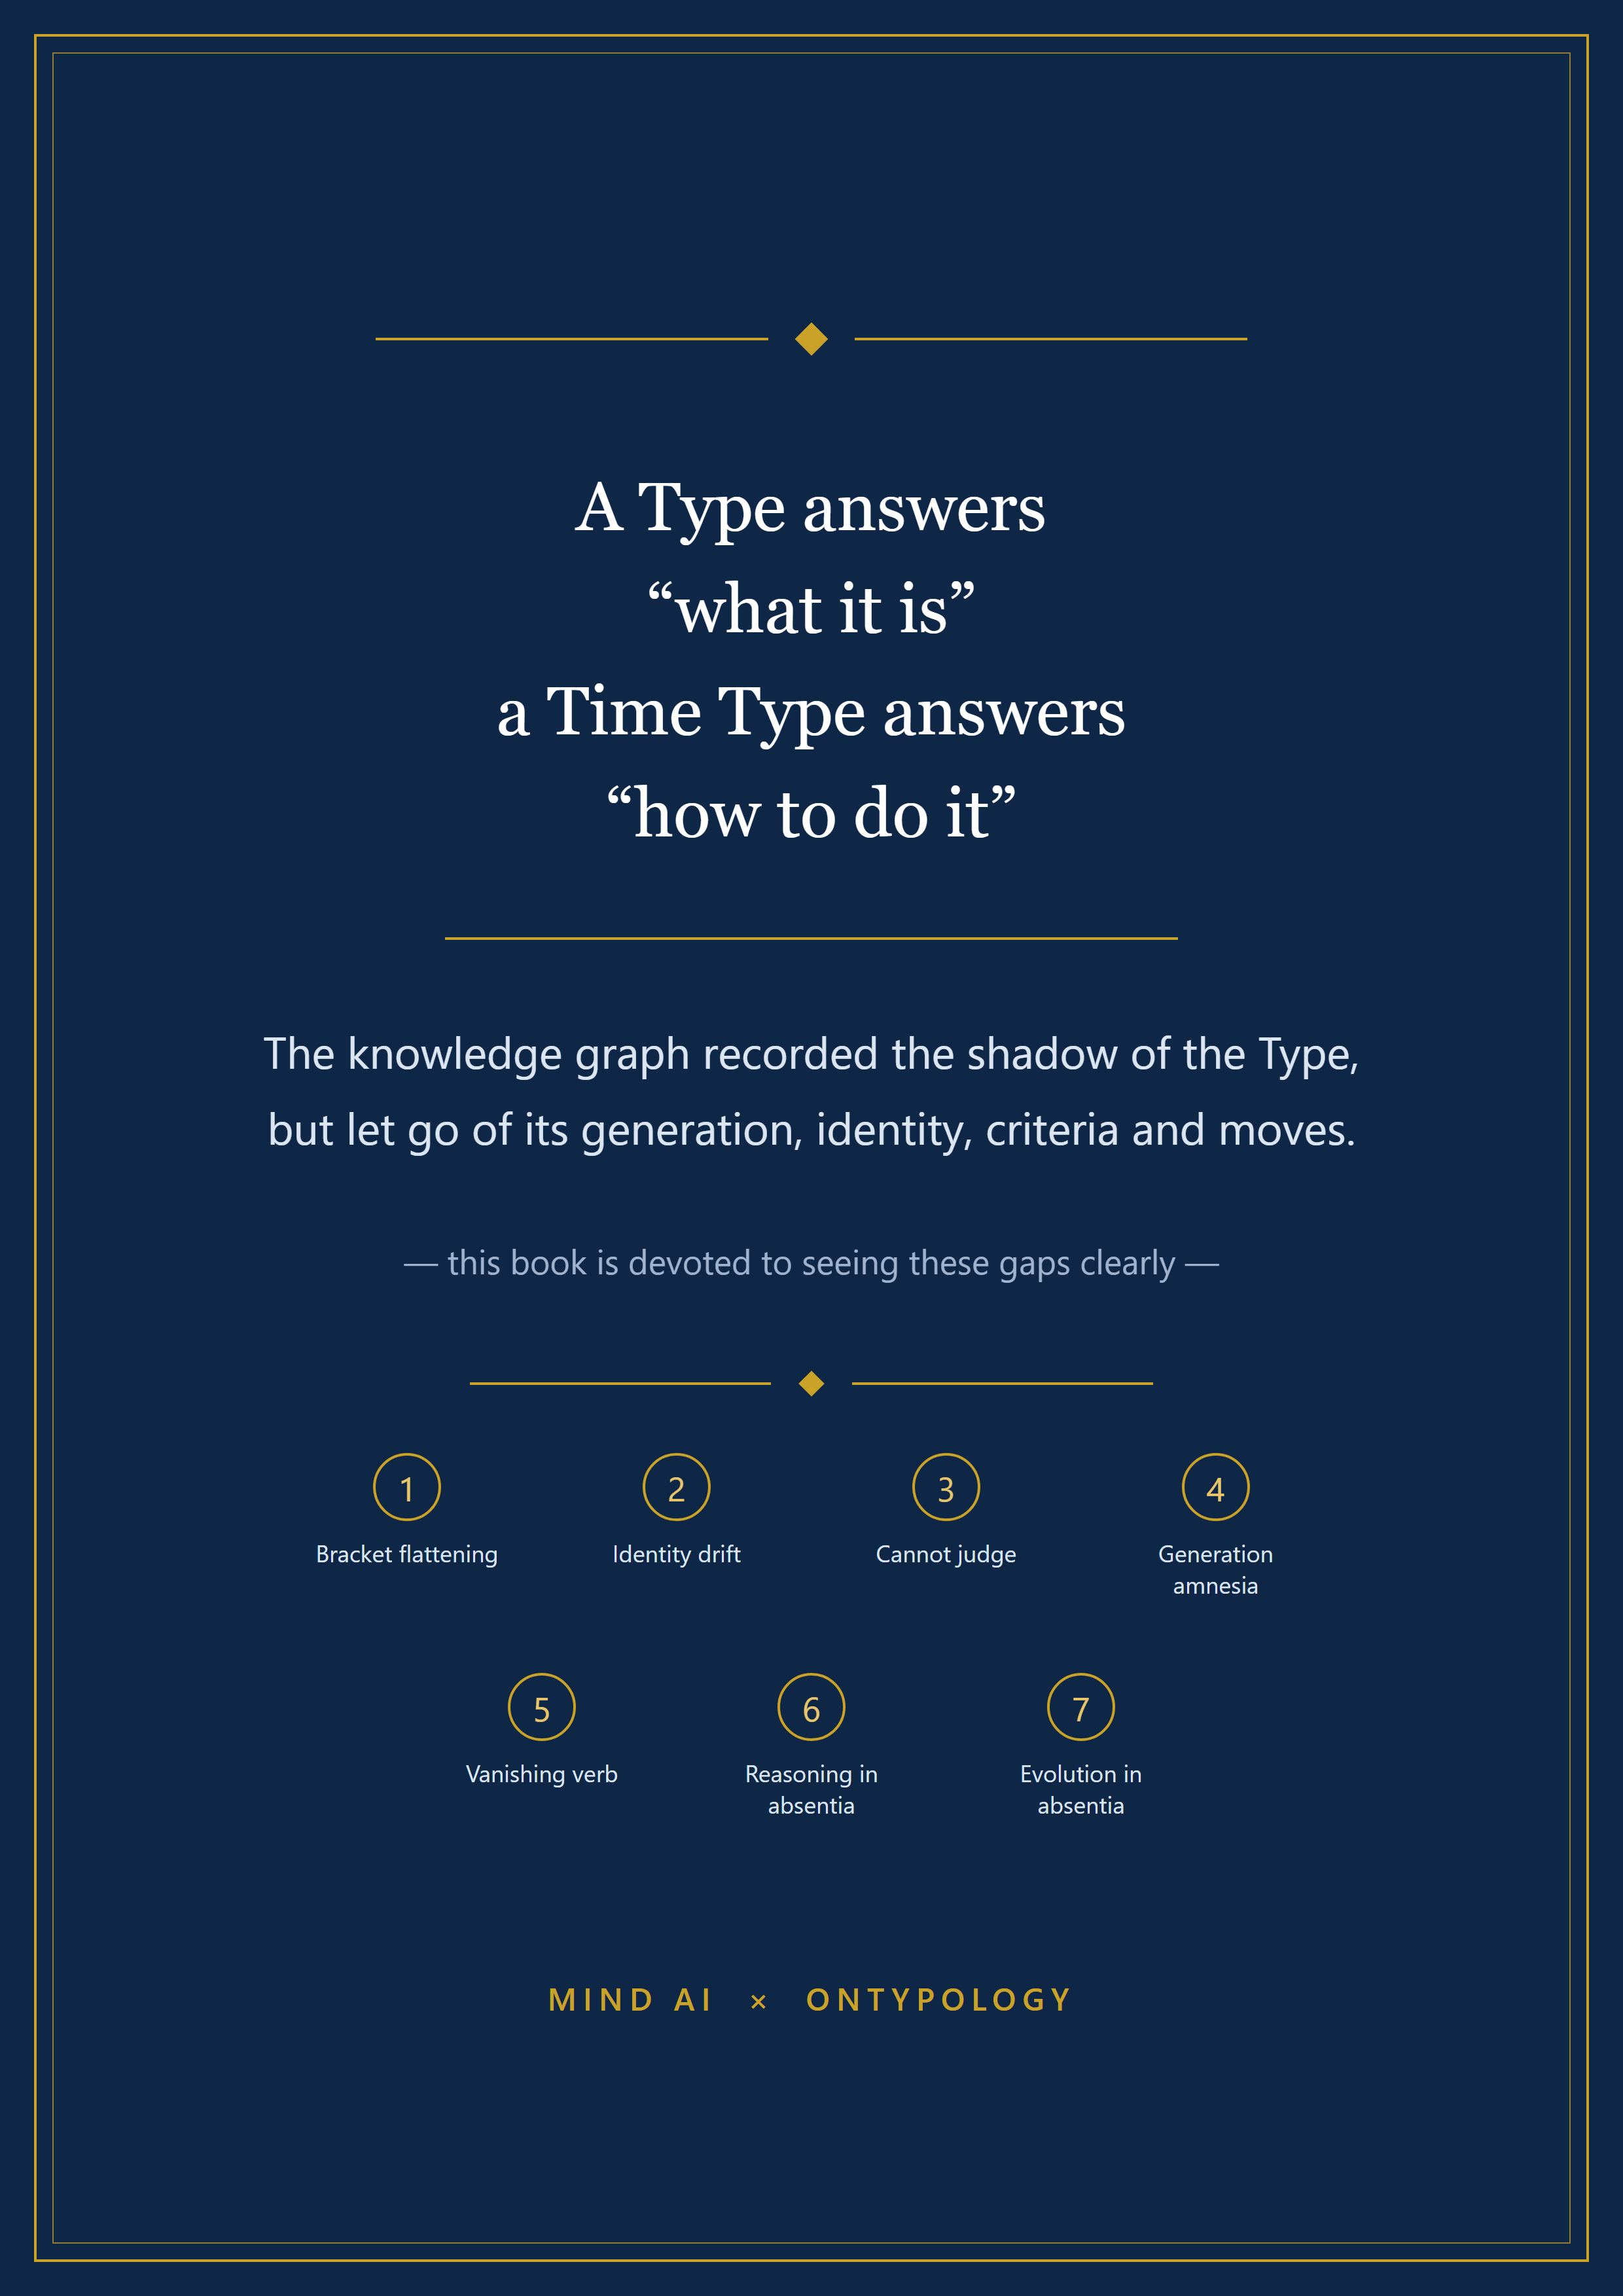 A Type answers
“what it is”
a Time Type answers
“how to do it”
The knowledge graph recorded the shadow of the Type,
but let go of its generation, identity, criteria and moves.
— this book is devoted to seeing these gaps clearly —
1
2
3
4
Bracket flattening
Identity drift
Cannot judge
Generation
amnesia
5
6
7
Vanishing verb
Reasoning in
absentia
Evolution in
absentia
MIND AI × ONTYPOLOGY